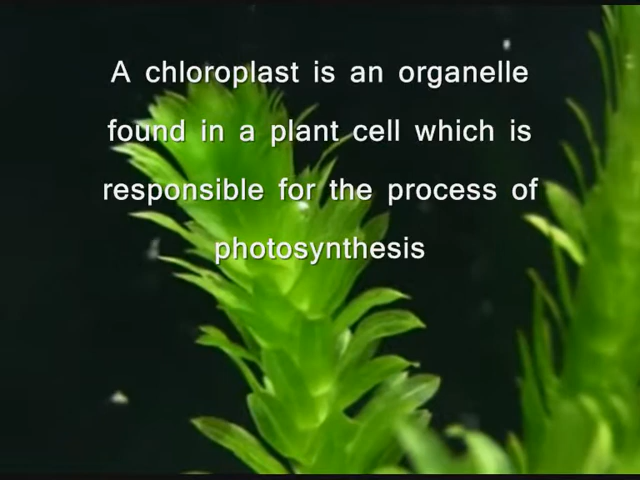 A chloroplast is an organelle
found in a plant cell which is
responsible for the process of
photosynthesis